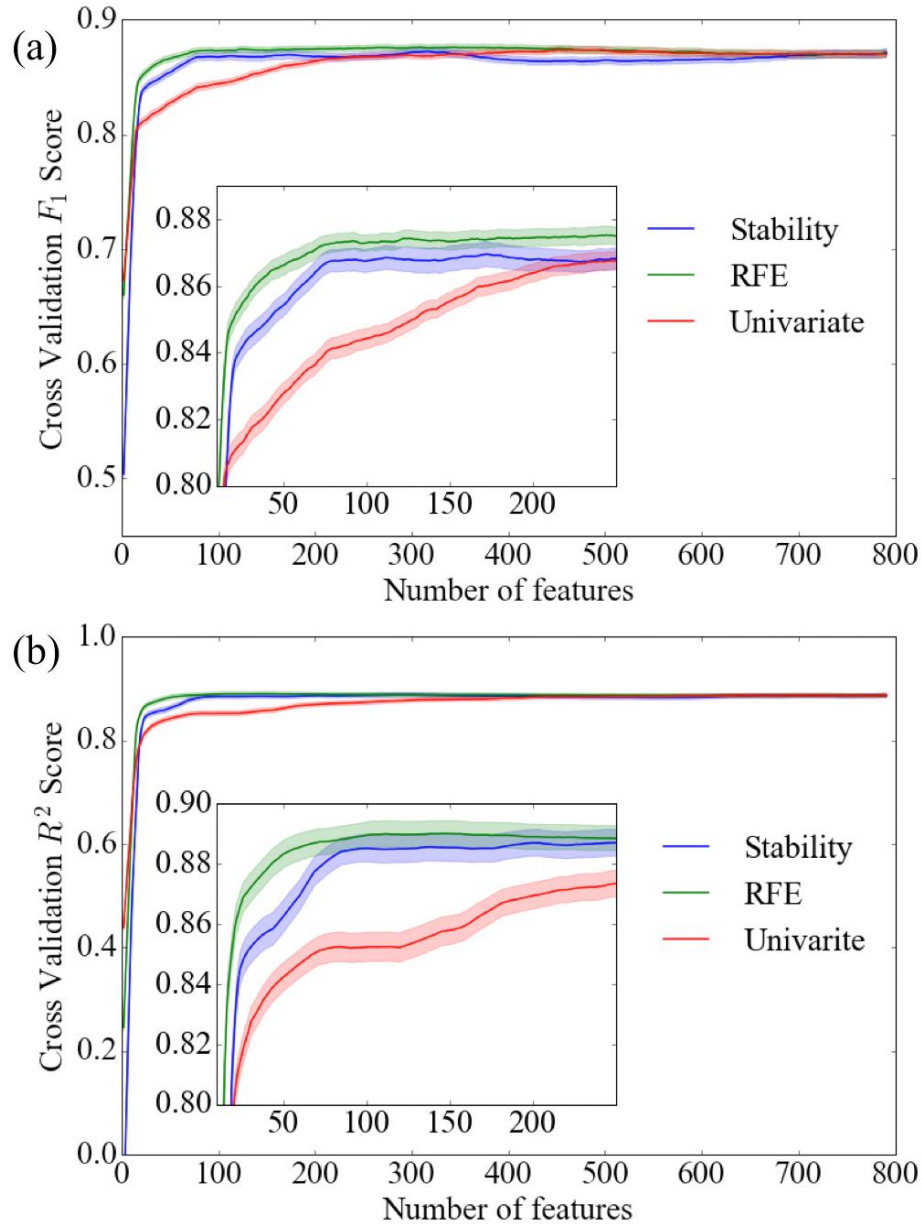 (a)
Cross Validation F₁ Score
0.9
0.8
0.7
0.6
0.5
0.88
0.86
0.84
0.82
0.80
50 100 150 200
Stability
RFE
Univariate
0 100 200 300 400 500 600 700 800
Number of features
(b)
Cross Validation R² Score
1.0
0.8
0.6
0.4
0.2
0.0
0.90
0.88
0.86
0.84
0.82
0.80
50 100 150 200
Stability
RFE
Univarite
0 100 200 300 400 500 600 700 800
Number of features